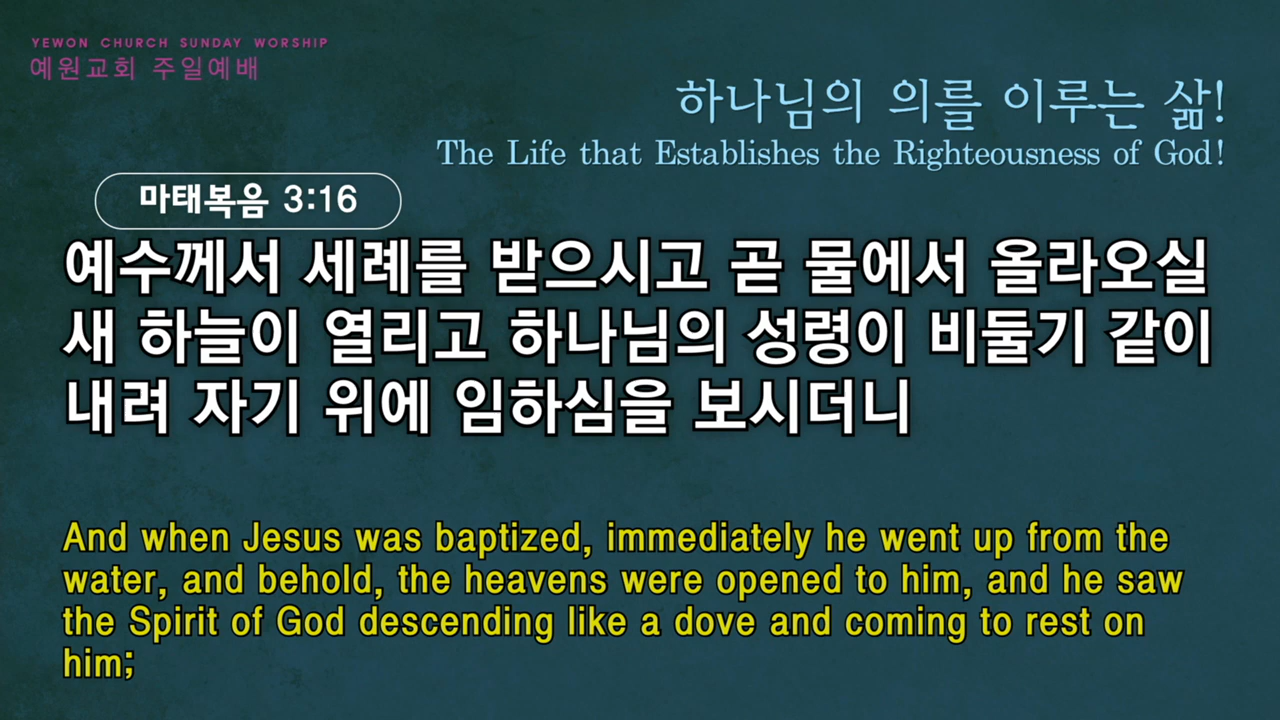 YEWON CHURCH SUNDAY WORSHIP
예원교회 주일예배
하나님의 의를 이루는 삶!
The Life that Establishes the Righteousness of God!
마태복음 3:16
예수께서 세례를 받으시고 곧 물에서 올라오실
새 하늘이 열리고 하나님의 성령이 비둘기 같이
내려 자기 위에 임하심을 보시더니
And when Jesus was baptized, immediately he went up from the
water, and behold, the heavens were opened to him, and he saw
the Spirit of God descending like a dove and coming to rest on
him;